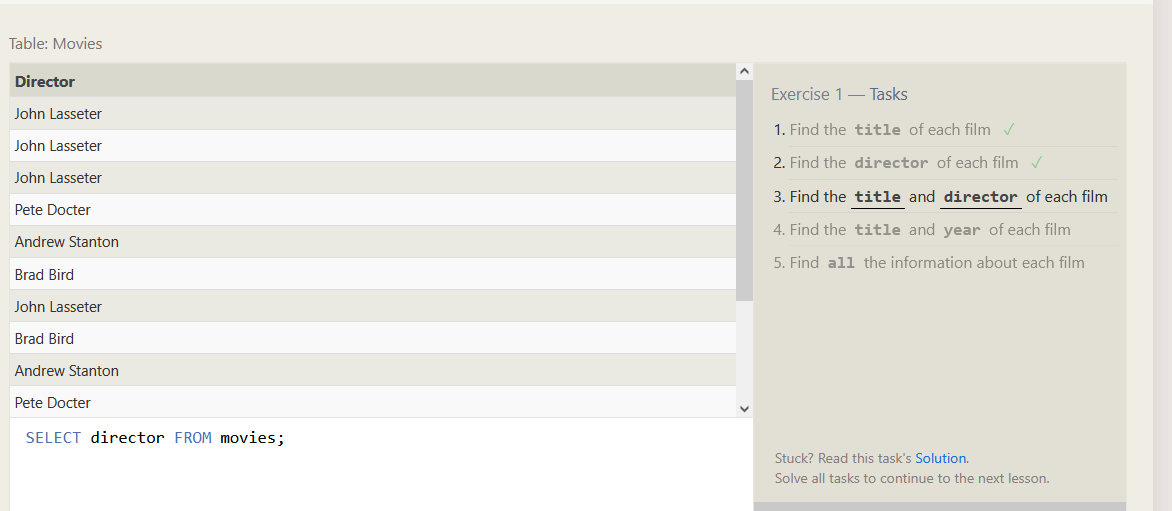 Table: Movies
Director
John Lasseter
John Lasseter
John Lasseter
Pete Docter
Andrew Stanton
Brad Bird
John Lasseter
Brad Bird
Andrew Stanton
Pete Docter
SELECT director FROM movies;
Exercise 1 — Tasks
1. Find the title of each film ✓
2. Find the director of each film ✓
3. Find the title and director of each film
4. Find the title and year of each film
5. Find all the information about each film
Stuck? Read this task's Solution.
Solve all tasks to continue to the next lesson.